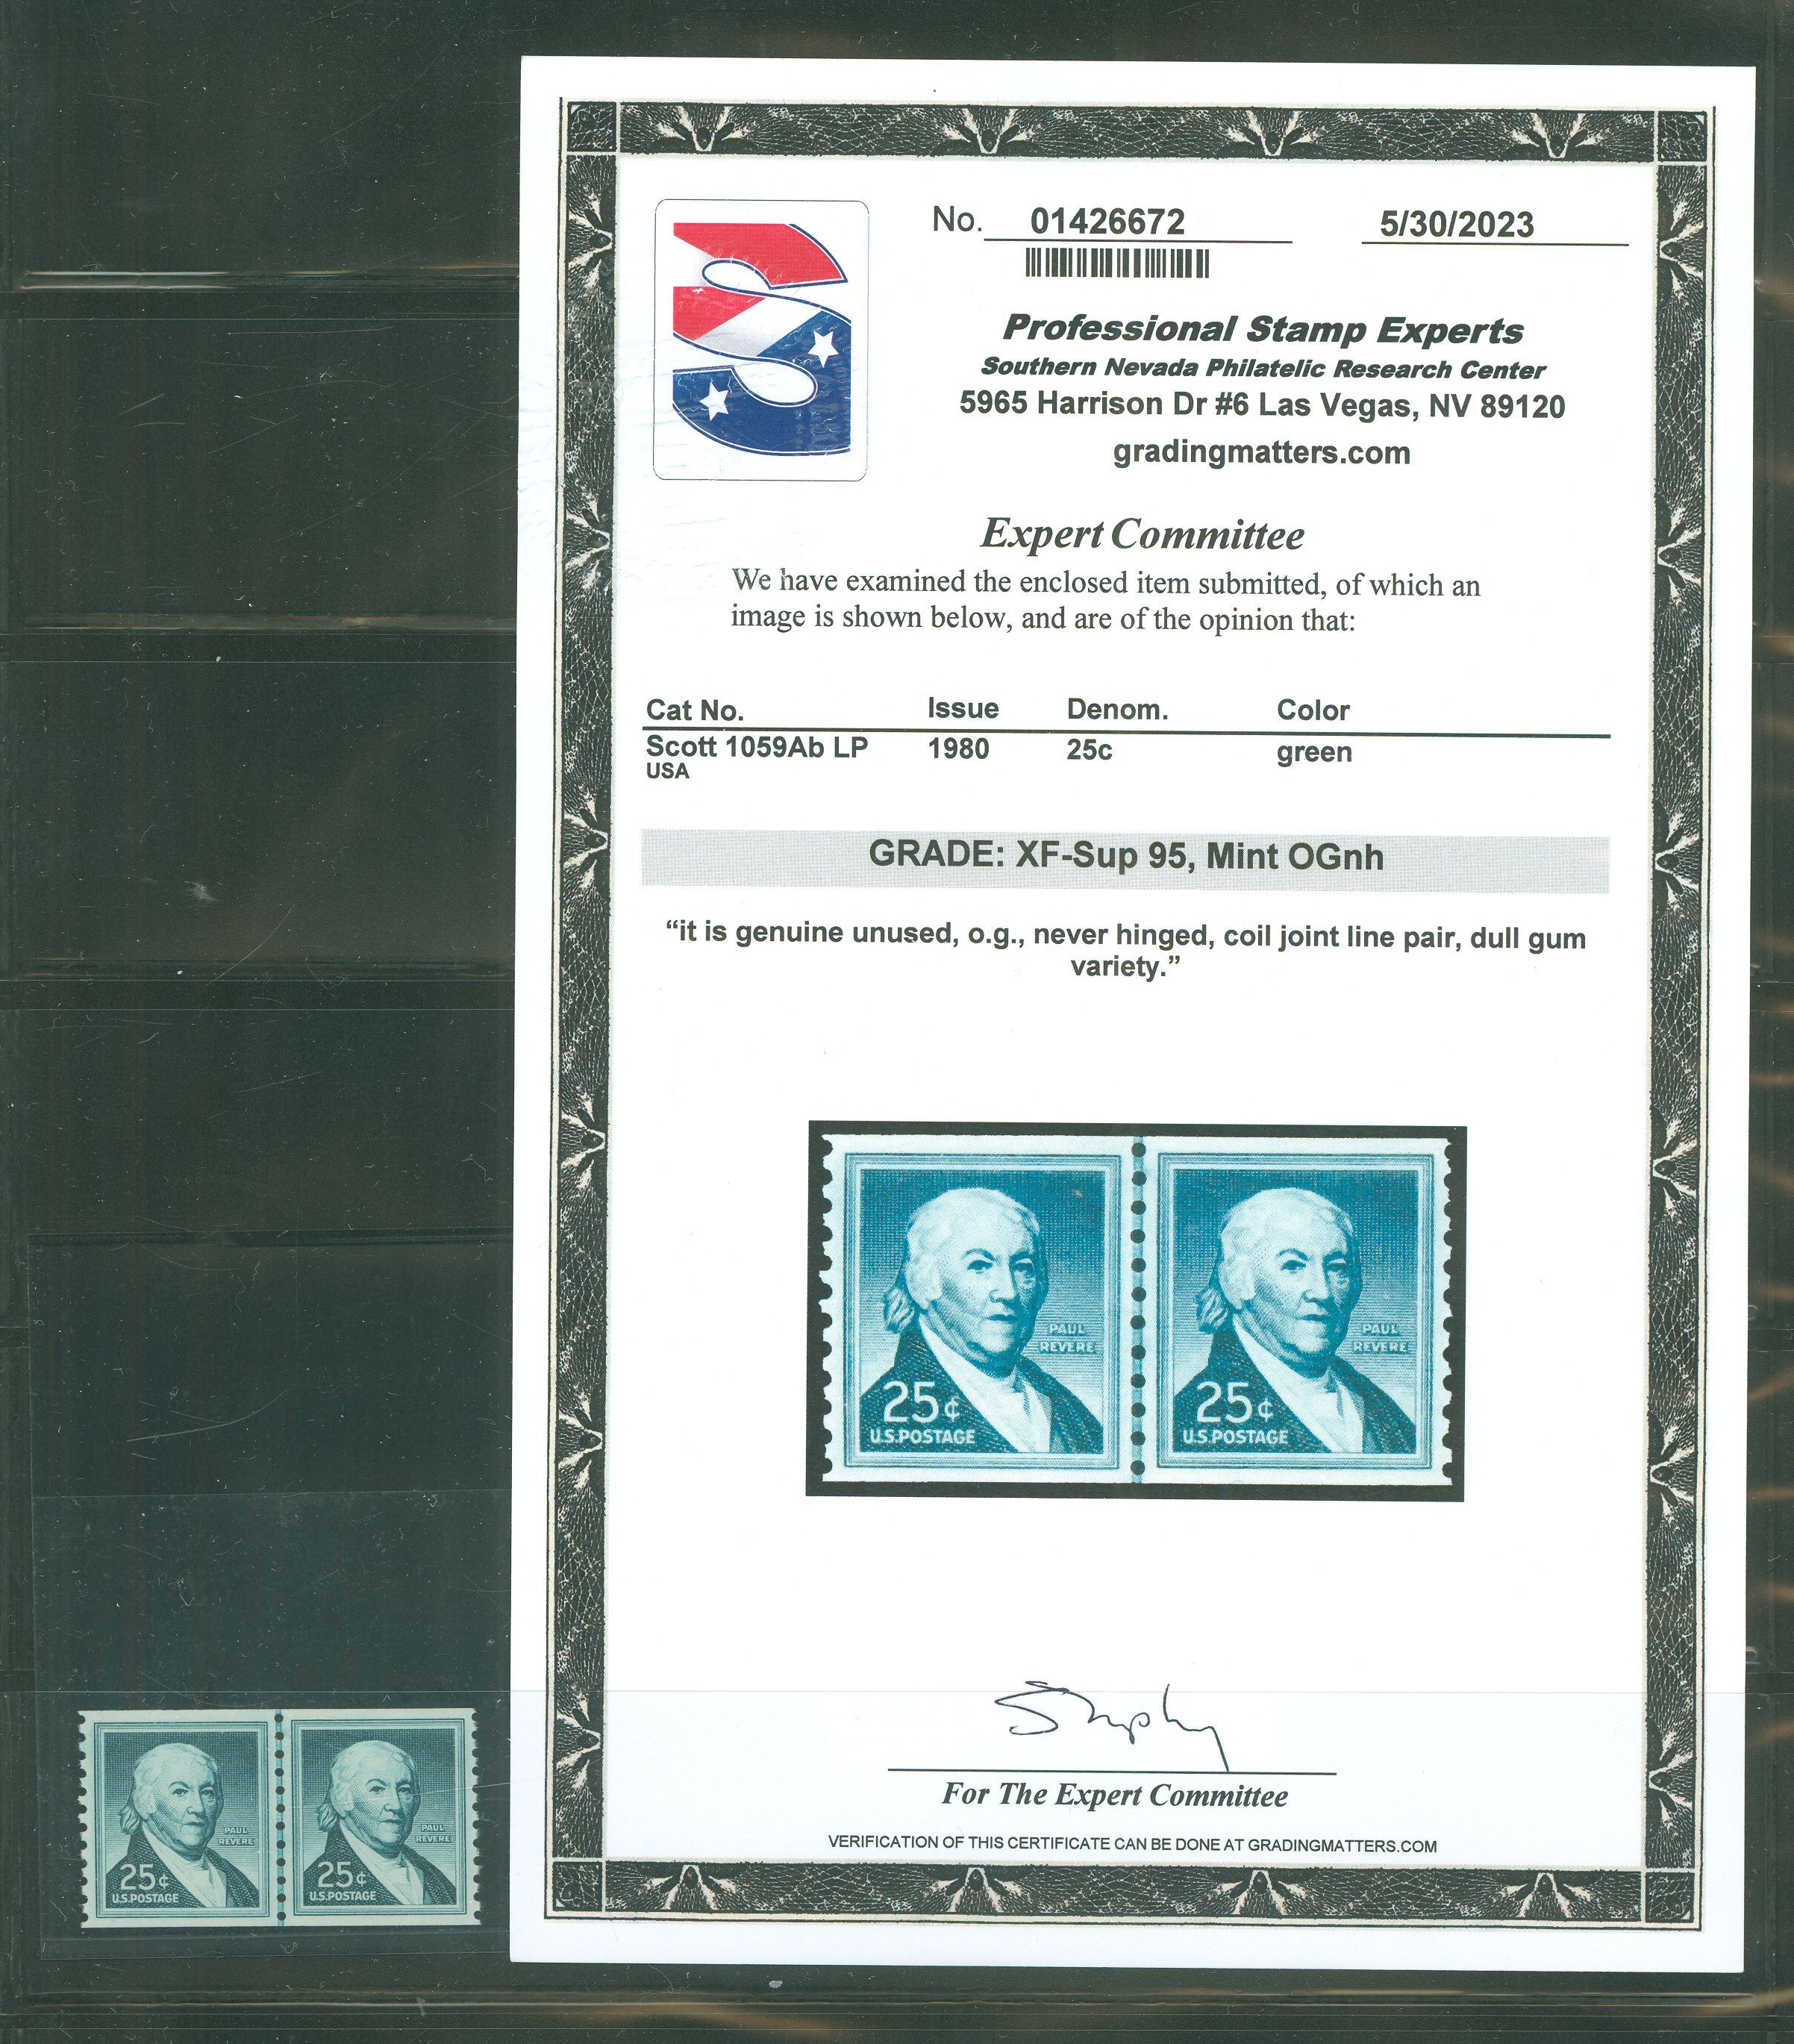 No. 01426672 5/30/2023
Professional Stamp Experts
Southern Nevada Philatelic Research Center
5965 Harrison Dr #6 Las Vegas, NV 89120
gradingmatters.com
Expert Committee
We have examined the enclosed item submitted, of which an
image is shown below, and are of the opinion that:
Cat No. Issue Denom. Color
Scott 1059Ab LP 1980 25c green
USA
GRADE: XF-Sup 95, Mint OGnh
“it is genuine unused, o.g., never hinged, coil joint line pair, dull gum
variety.”
PAUL
REVERE
25¢
U.S.POSTAGE
PAUL
REVERE
25¢
U.S.POSTAGE
For The Expert Committee
VERIFICATION OF THIS CERTIFICATE CAN BE DONE AT GRADINGMATTERS.COM
PAUL
REVERE
25¢
U.S.POSTAGE
PAUL
REVERE
25¢
U.S.POSTAGE